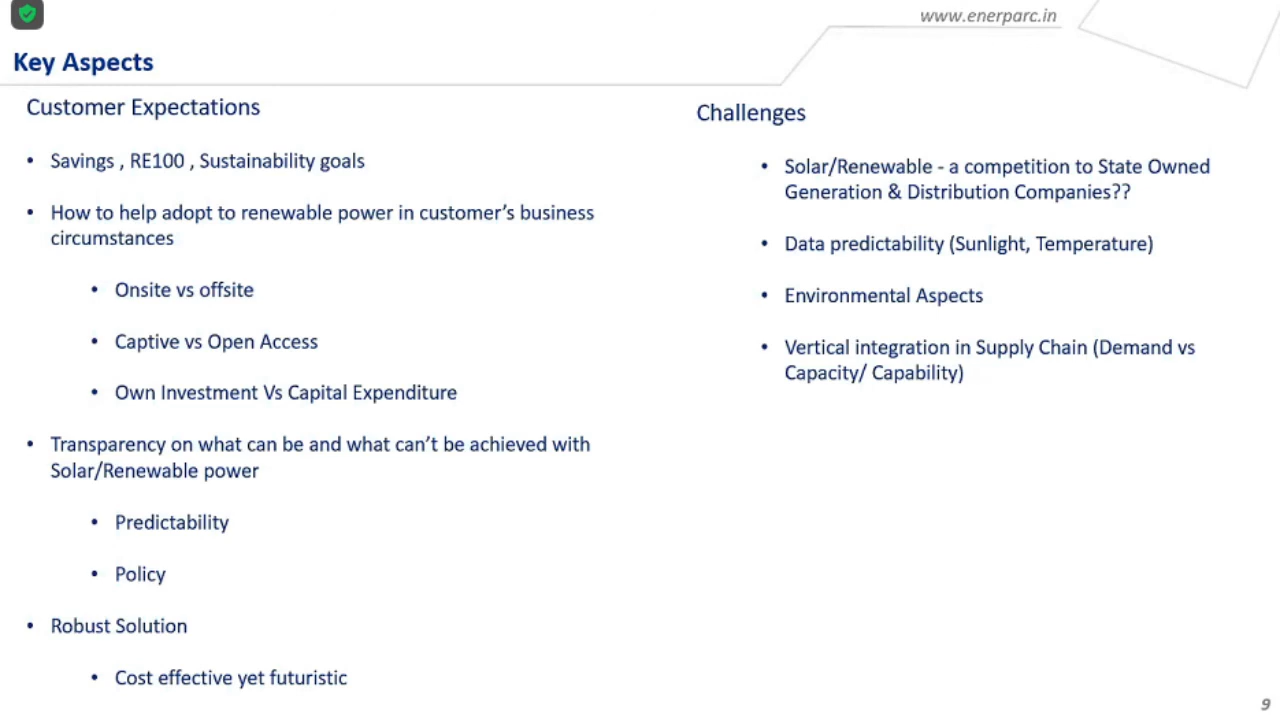 www.enerparc.in
Key Aspects
Customer Expectations
• Savings , RE100 , Sustainability goals
• How to help adopt to renewable power in customer’s business
circumstances
• Onsite vs offsite
• Captive vs Open Access
• Own Investment Vs Capital Expenditure
• Transparency on what can be and what can’t be achieved with
Solar/Renewable power
• Predictability
• Policy
• Robust Solution
• Cost effective yet futuristic
Challenges
• Solar/Renewable - a competition to State Owned
Generation & Distribution Companies??
• Data predictability (Sunlight, Temperature)
• Environmental Aspects
• Vertical integration in Supply Chain (Demand vs
Capacity/ Capability)
9